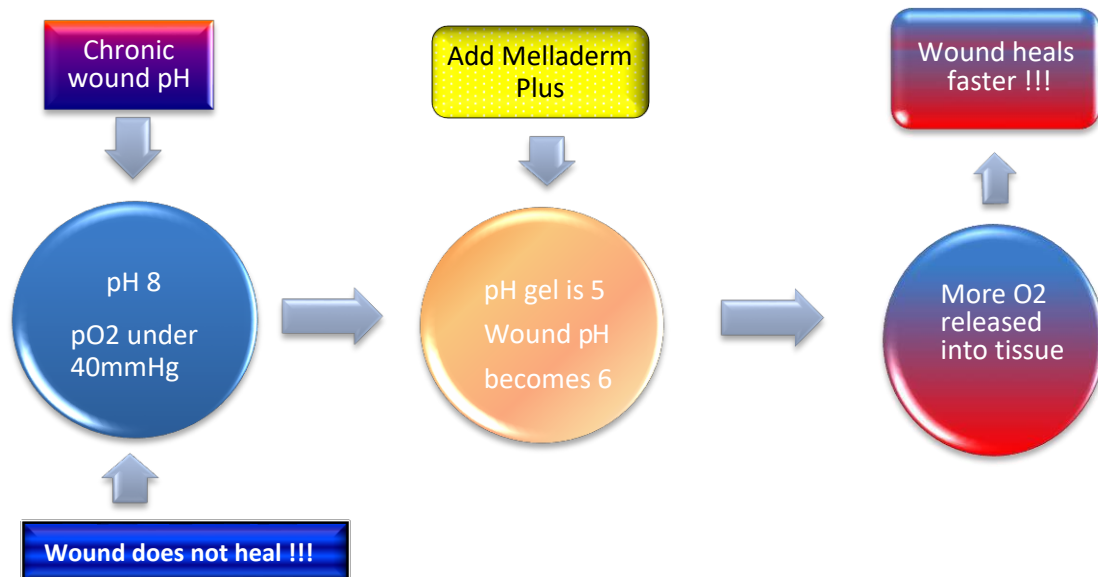 Chronic
wound pH
pH 8
pO2 under
40mmHg
Wound does not heal !!!
Add Melladerm
Plus
pH gel is 5
Wound pH
becomes 6
Wound heals
faster !!!
More O2
released
into tissue